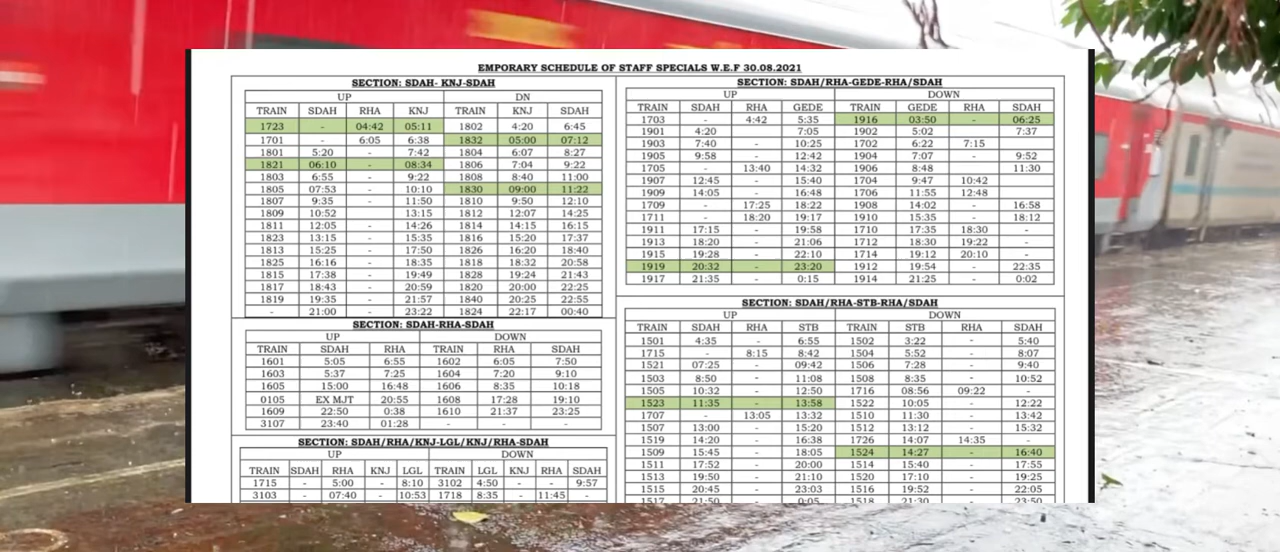 EMPORARY SCHEDULE OF STAFF SPECIALS W.E.F 30.08.2021
SECTION: SDAH- KNJ-SDAH
UP DN
TRAIN SDAH RHA KNJ TRAIN KNJ SDAH
1723 - 04:42 05:11 1802 4:20 6:45
1701 - 6:05 6:38 1832 05:00 07:12
1801 5:20 - 7:42 1804 6:07 8:27
1821 06:10 - 08:34 1806 7:04 9:22
1803 6:55 - 9:22 1808 8:40 11:00
1805 07:53 - 10:10 1830 09:00 11:22
1807 9:35 - 11:50 1810 9:50 12:10
1809 10:52 13:15 1812 12:07 14:25
1811 12:05 - 14:26 1814 14:15 16:15
1823 13:15 - 15:35 1816 15:20 17:37
1813 15:25 - 17:50 1826 16:20 18:40
1825 16:16 - 18:35 1818 18:32 20:58
1815 17:38 - 19:49 1828 19:24 21:43
1817 18:43 - 20:59 1820 20:00 22:25
1819 19:35 - 21:57 1840 20:25 22:55
- 21:00 - 23:22 1824 22:17 00:40
SECTION: SDAH-RHA-SDAH
UP DOWN
TRAIN SDAH RHA TRAIN RHA SDAH
1601 5:05 6:55 1602 6:05 7:50
1603 5:37 7:25 1604 7:20 9:10
1605 15:00 16:48 1606 8:35 10:18
0105 EX MJT 20:55 1608 17:28 19:10
1609 22:50 0:38 1610 21:37 23:25
3107 23:40 01:28 - - -
SECTION: SDAH/RHA/KNJ-LGL/KNJ/RHA-SDAH
UP DOWN
TRAIN SDAH RHA KNJ LGL TRAIN LGL KNJ RHA SDAH
1715 - 5:00 - 8:10 3102 4:50 - - 9:57
3103 - 07:40 - 10:53 1718 8:35 - 11:45 -
SECTION: SDAH/RHA-GEDE-RHA/SDAH
UP DOWN
TRAIN SDAH RHA GEDE TRAIN GEDE RHA SDAH
1703 - 4:42 5:35 1916 03:50 - 06:25
1901 4:20 7:05 1902 5:02 7:37
1903 7:40 - 10:25 1702 6:22 7:15
1905 9:58 - 12:42 1904 7:07 - 9:52
1705 - 13:40 14:32 1906 8:48 11:30
1907 12:45 - 15:40 1704 9:47 10:42
1909 14:05 - 16:48 1706 11:55 12:48
1709 - 17:25 18:22 1908 14:02 - 16:58
1711 - 18:20 19:17 1910 15:35 - 18:12
1911 17:15 - 19:58 1710 17:35 18:30 -
1913 18:20 - 21:06 1712 18:30 19:22 -
1915 19:28 - 22:10 1714 19:12 20:10 -
1919 20:32 - 23:20 1912 19:54 - 22:35
1917 21:35 - 0:15 1914 21:25 - 0:02
SECTION: SDAH/RHA-STB-RHA/SDAH
UP DOWN
TRAIN SDAH RHA STB TRAIN STB RHA SDAH
1501 4:35 - 6:55 1502 3:22 - 5:40
1715 - 8:15 8:42 1504 5:52 - 8:07
1521 07:25 - 09:42 1506 7:28 - 9:40
1503 8:50 - 11:08 1508 8:35 - 10:52
1505 10:32 - 12:50 1716 08:56 09:22 -
1523 11:35 - 13:58 1522 10:05 - 12:22
1707 - 13:05 13:32 1510 11:30 - 13:42
1507 13:00 - 15:20 1512 13:12 - 15:32
1519 14:20 - 16:38 1726 14:07 14:35 -
1509 15:45 - 18:05 1524 14:27 - 16:40
1511 17:52 - 20:00 1514 15:40 - 17:55
1513 19:50 - 21:10 1520 17:10 - 19:25
1515 20:45 - 23:03 1516 19:52 - 22:05
1517 21:50 - 0:05 1518 21:30 - 23:50